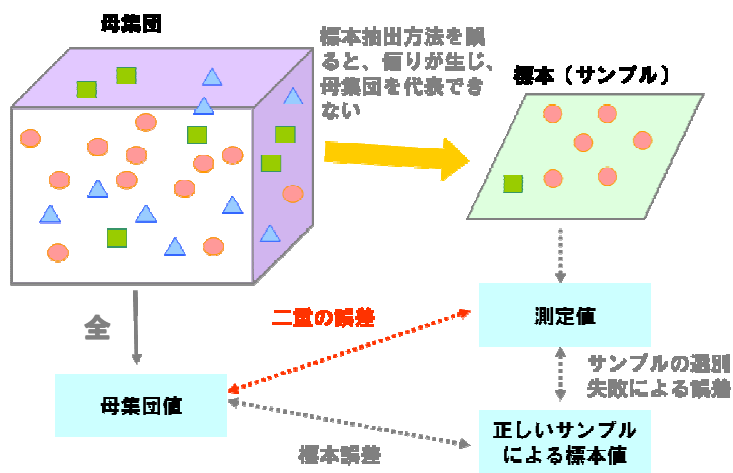 母集団
標本抽出方法を誤
ると、偏りが生じ、
母集団を代表でき
ない
標本（サンプル）
全
二重の誤差
測定値
サンプルの選別
失敗による誤差
母集団値
標本誤差
正しいサンプル
による標本値